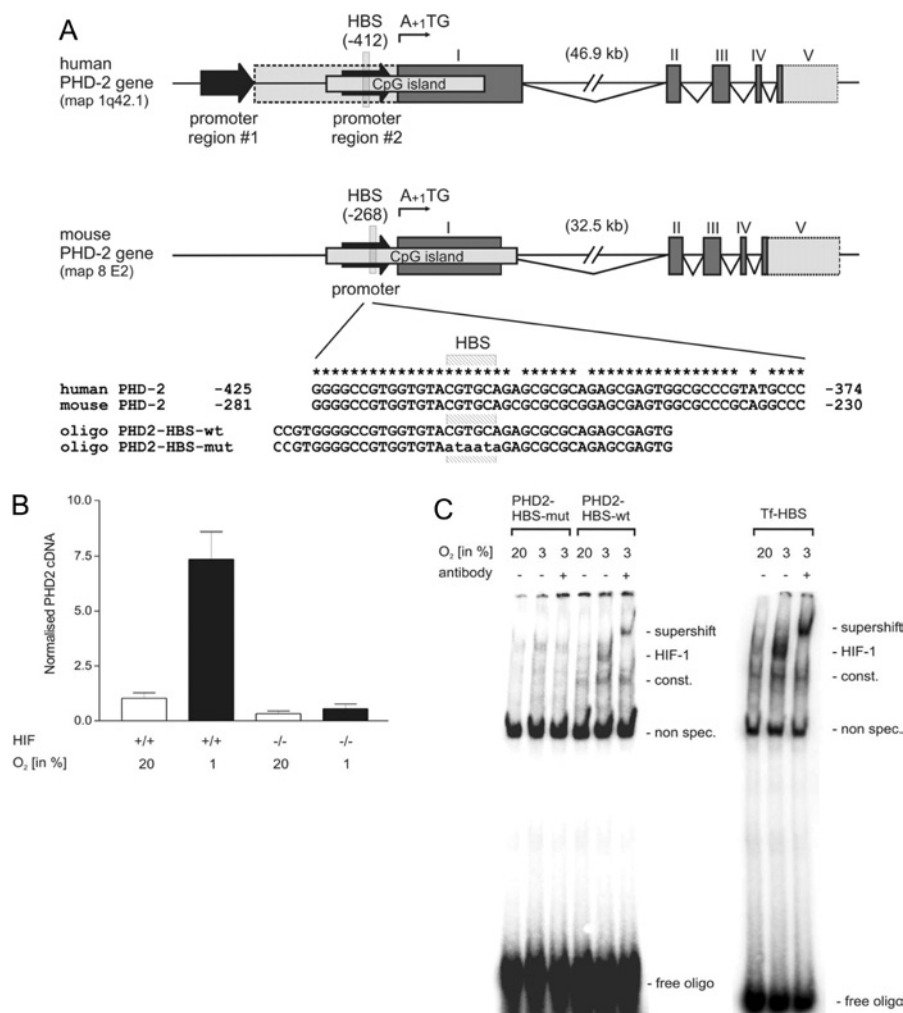 A
HBS
(-412)
A+1TG
human
PHD-2 gene
(map 1q42.1)
I
(46.9 kb)
II
III
IV
V
CpG island
promoter
region #1
promoter
region #2
HBS
(-268)
A+1TG
mouse
PHD-2 gene
(map 8 E2)
I
(32.5 kb)
II
III
IV
V
CpG island
promoter
HBS
************************ ****** ************** * ****
human PHD-2 -425 GGGGCCGTGGTGTACGTGCAGAGCGCGCAGAGCGAGTGGCGCCCGTATGCCC -374
mouse PHD-2 -281 GGGGCCGTGGTGTACGTGCAGCGCGCGCGGAGCGAGTGGCGCCCGCAGGCCC -230
oligo PHD2-HBS-wt CCGTGGGGCCGTGGTGTACGTGCAGAGCGCGCAGAGCGAGTG
oligo PHD2-HBS-mut CCGTGGGGCCGTGGTGTAataataGAGCGCGCAGAGCGAGTG
B
Normalised PHD2 cDNA
10.0
7.5
5.0
2.5
0.0
HIF +/+ +/+ -/- -/-
O2 [in %] 20 1 20 1
C
PHD2-
HBS-mut
PHD2-
HBS-wt
Tf-HBS
O2 [in %] 20 3 3 20 3 3 20 3 3
antibody - - + - - + - - +
- supershift
- HIF-1
- const.
- non spec.
- free oligo
- supershift
- HIF-1
- const.
- non spec.
- free oligo